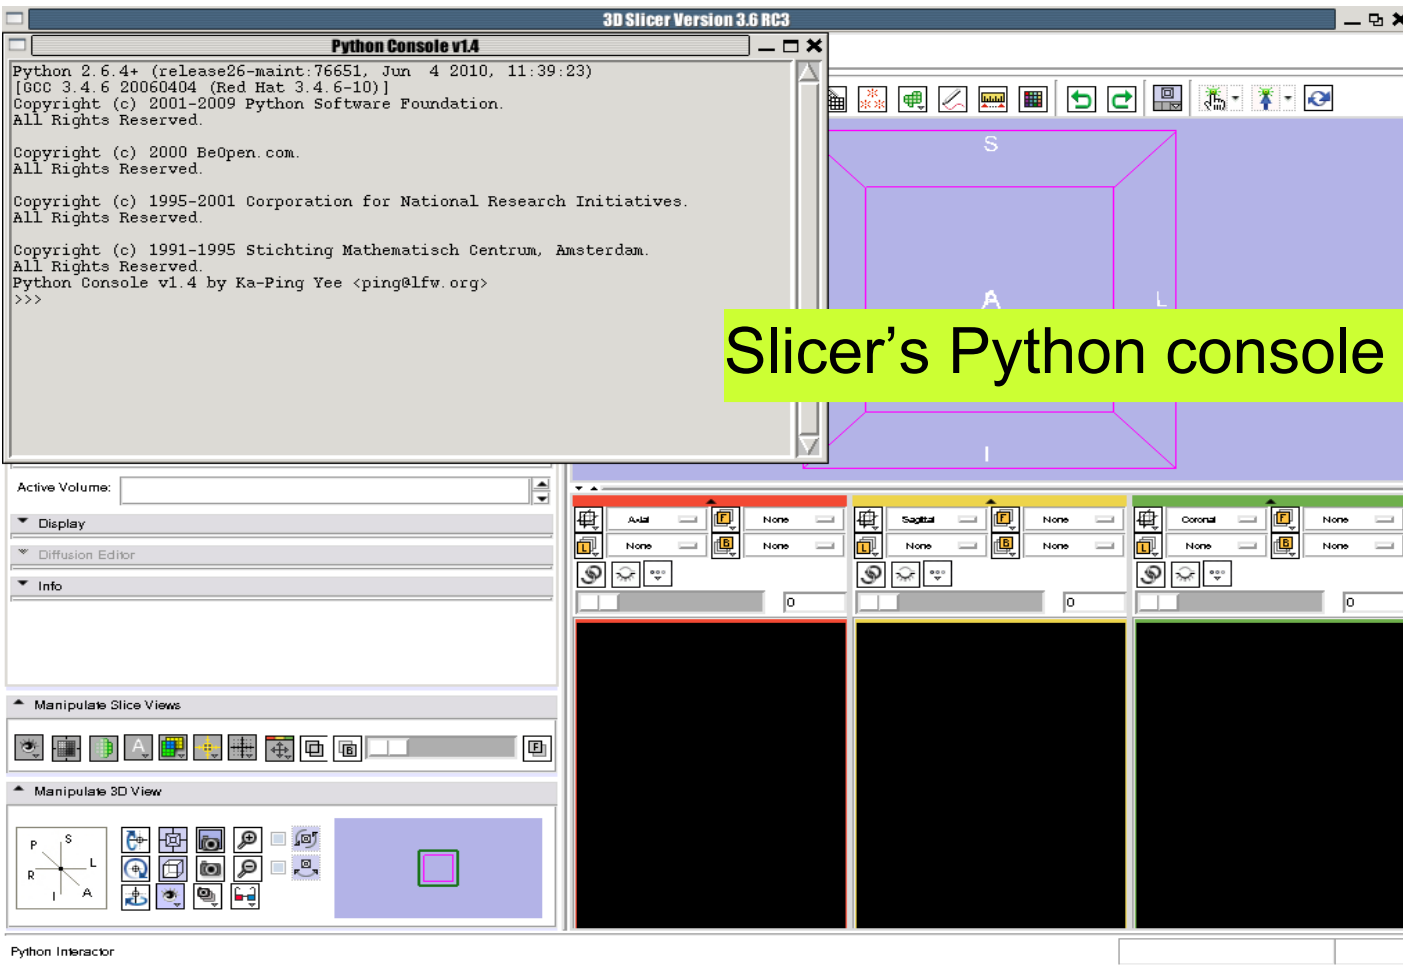 3D Slicer Version 3.6 RC3
Python Console v1.4
Python 2.6.4+ (release26-maint:76651, Jun  4 2010, 11:39:23)
[GCC 3.4.6 20060404 (Red Hat 3.4.6-10)]
Copyright (c) 2001-2009 Python Software Foundation.
All Rights Reserved.
Copyright (c) 2000 BeOpen.com.
All Rights Reserved.
Copyright (c) 1995-2001 Corporation for National Research Initiatives.
All Rights Reserved.
Copyright (c) 1991-1995 Stichting Mathematisch Centrum, Amsterdam.
All Rights Reserved.
Python Console v1.4 by Ka-Ping Yee <ping@lfw.org>
>>>
S
A L
Slicer's Python console
I
Active Volume:
Display
Diffusion Editor
Info
Axial F None Sagittal F None Coronal F None
L None B None L None B None L None B None
0 0 0
Manipulate Slice Views
A B F
Manipulate 3D View
P S
R L
I A
Python Interactor